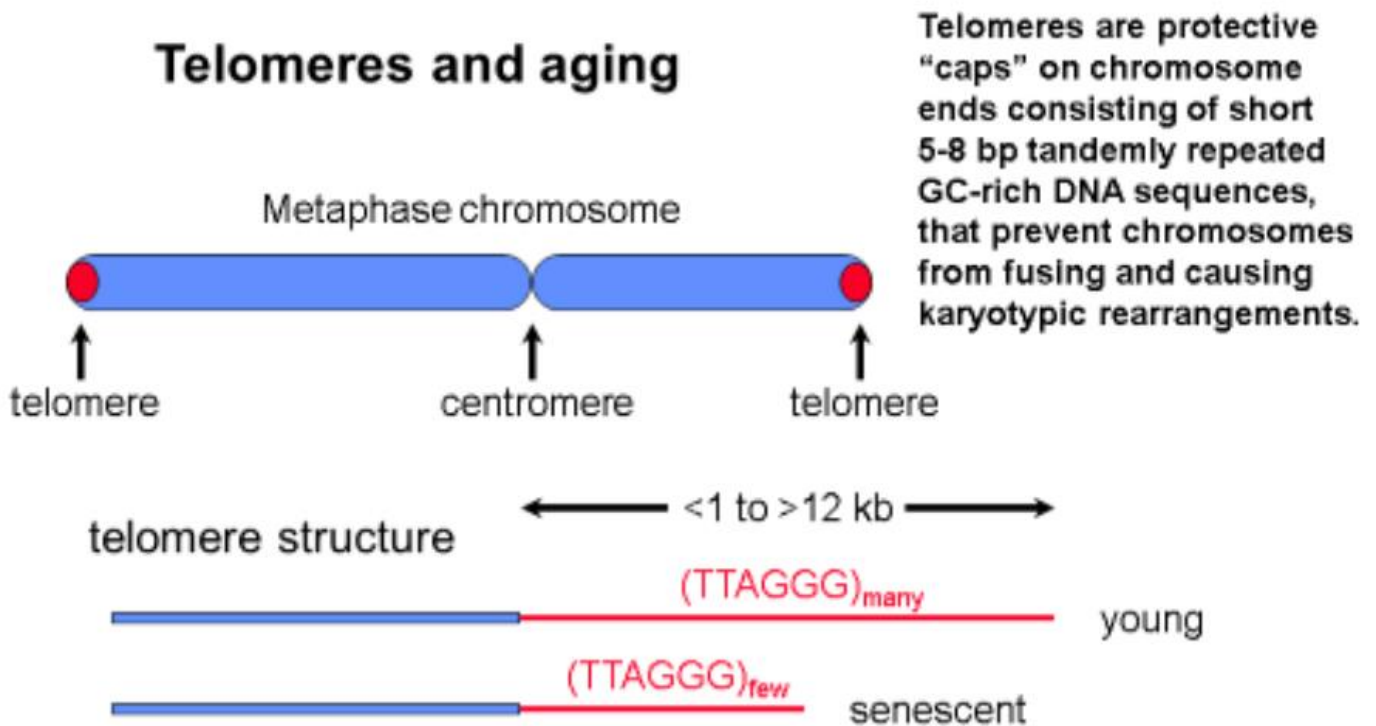 Telomeres and aging
Telomeres are protective
“caps” on chromosome
ends consisting of short
5-8 bp tandemly repeated
GC-rich DNA sequences,
that prevent chromosomes
from fusing and causing
karyotypic rearrangements.
Metaphase chromosome
telomere
centromere
telomere
<1 to >12 kb
telomere structure
(TTAGGG)many
young
(TTAGGG)few
senescent